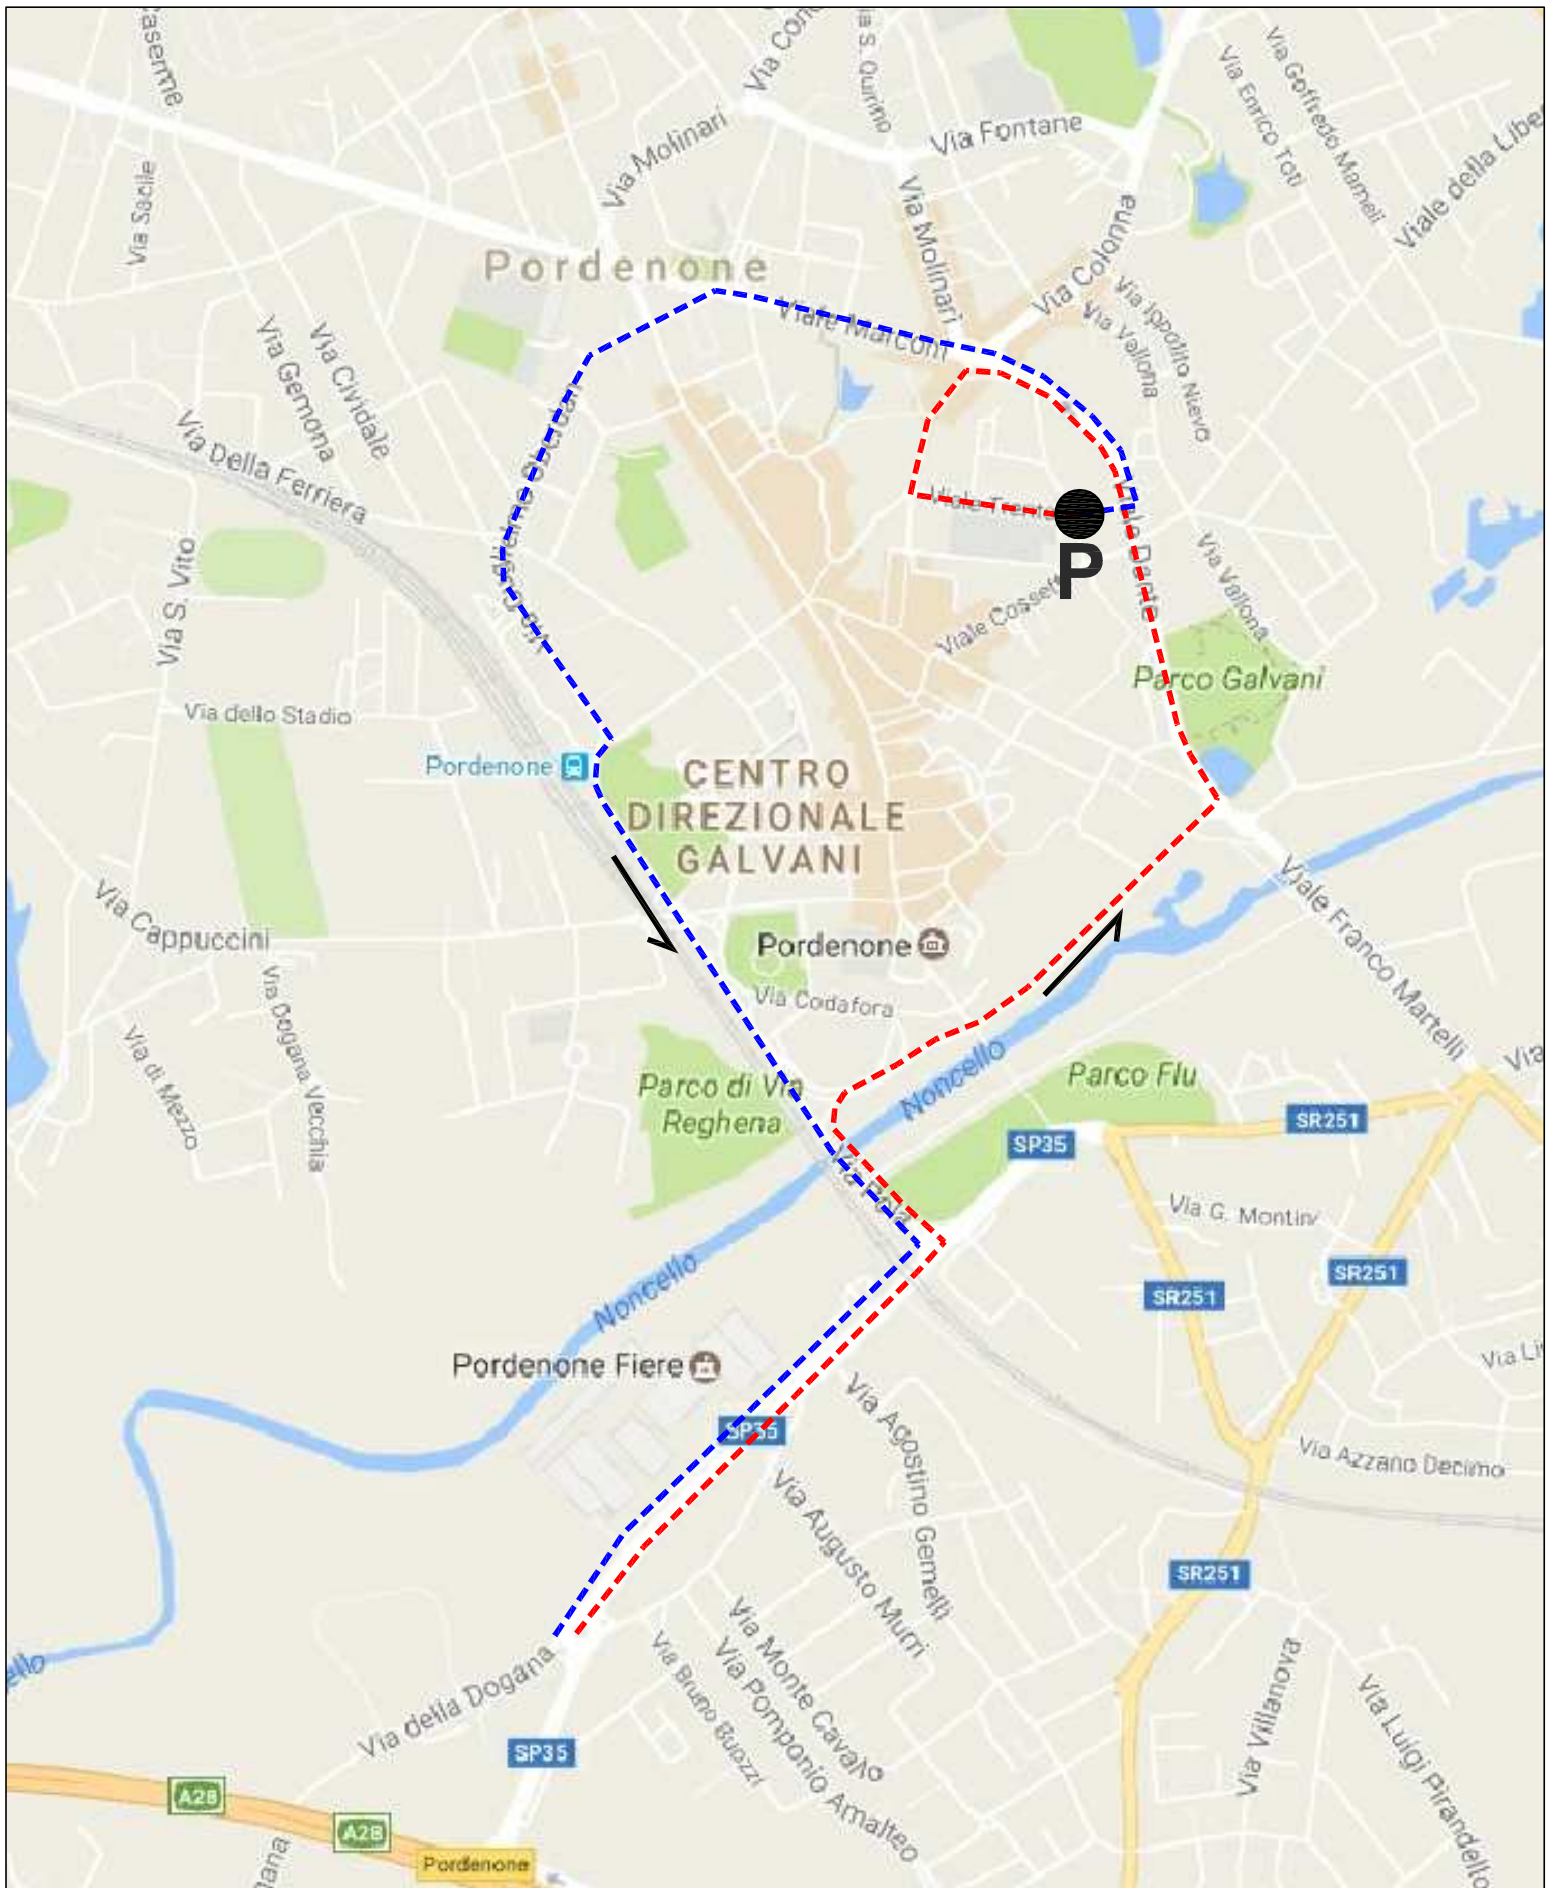 Via S. Quirino
Via Goffredo Mameli
Via Enrico Toti
Via Fontane
Via Molinari
Via Sacile
Via Molinari
Via Colonna
Pordenone
Via Ippolito Nievo
Via Vallona
Viale Marconi
Via Gemona
Via Cividale
Via Della Ferriera
Viale Trento
Viale Dante
P
Via Vallona
Via S. Vito
Parco Galvani
Via dello Stadio
Pordenone
CENTRO
DIREZIONALE
GALVANI
Viale Franco Martelli
Via Cappuccini
Pordenone
Via Codafora
Via Dogana Vecchia
Via di Mezzo
Noncello
Parco Flu
Parco di Via
Reghena
SR251
SP35
Via Pola
Via G. Montin
SR251
SR251
Noncello
Pordenone Fiere
SP35
Via Agostino Gemelli
Via Azzano Decimo
Via Augusto Murri
SR251
Via Monte Cavallo
Via Pomponio Amalteo
Via Bruno Buozzi
Via Villanova
Via Luigi Pirandello
Via della Dogana
SP35
A28
A28
Pordenone